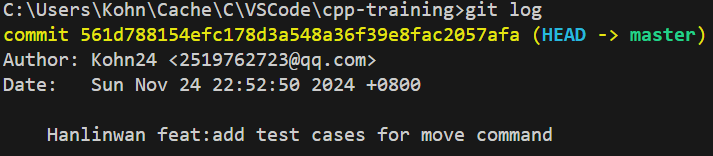 C:\Users\Kohn\Cache\C\VSCode\cpp-training>git log
commit 561d788154efc178d3a548a36f39e8fac2057afa (HEAD -> master)
Author: Kohn24 <2519762723@qq.com>
Date:   Sun Nov 24 22:52:50 2024 +0800
Hanlinwan feat:add test cases for move command